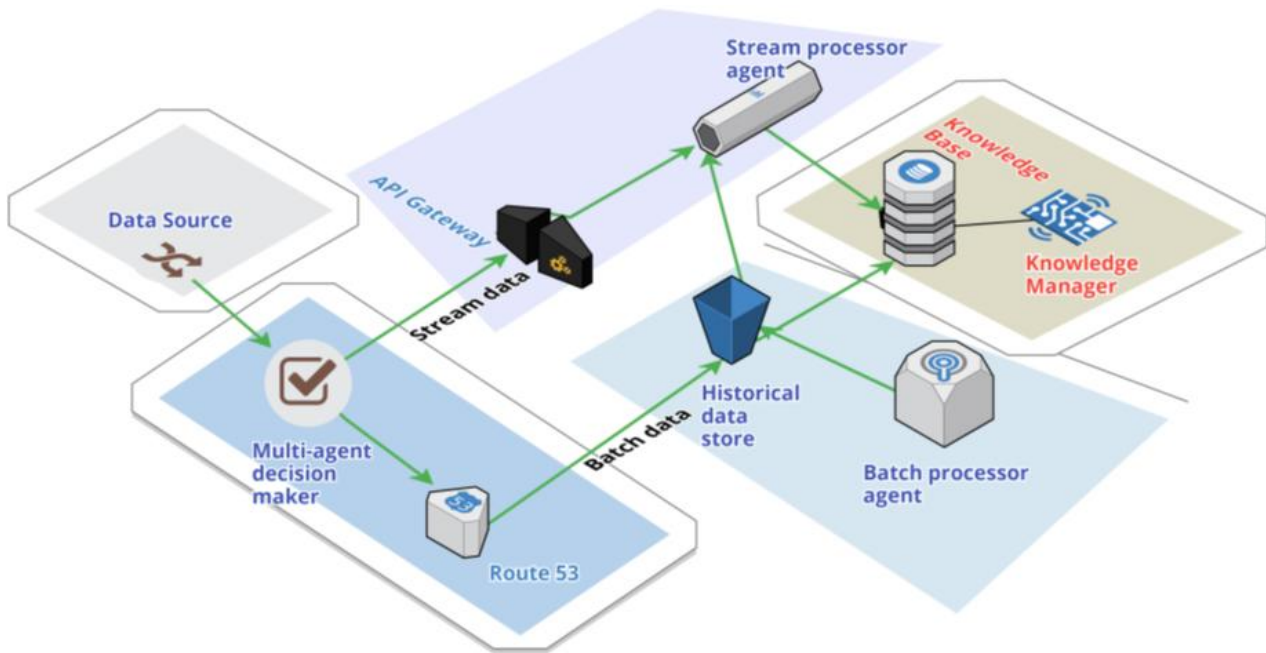 Stream processor
agent
Knowledge
Base
API Gateway
Data Source
Knowledge
Manager
Stream data
Historical
data
store
Batch data
Multi-agent
decision
maker
Batch processor
agent
53
Route 53